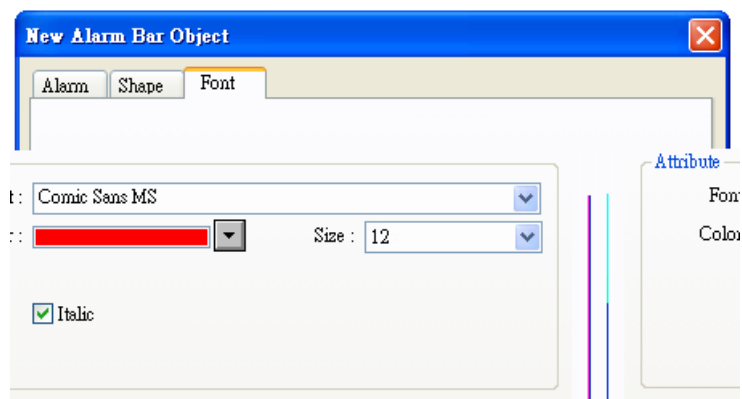 New Alarm Bar Object
Alarm Shape Font
Attribute
t : Comic Sans MS Font
r : Size : 12 Color
Italic